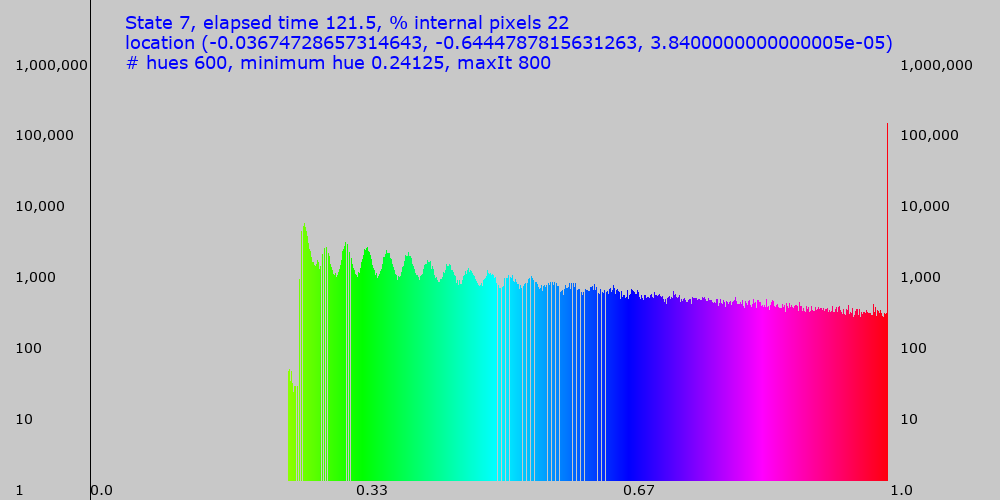 State 7, elapsed time 121.5, % internal pixels 22
location (-0.03674728657314643, -0.6444787815631263, 3.8400000000000005e-05)
# hues 600, minimum hue 0.24125, maxIt 800
1,000,000 1,000,000
100,000 100,000
10,000 10,000
1,000 1,000
100 100
10 10
1 0.0 0.33 0.67 1.0